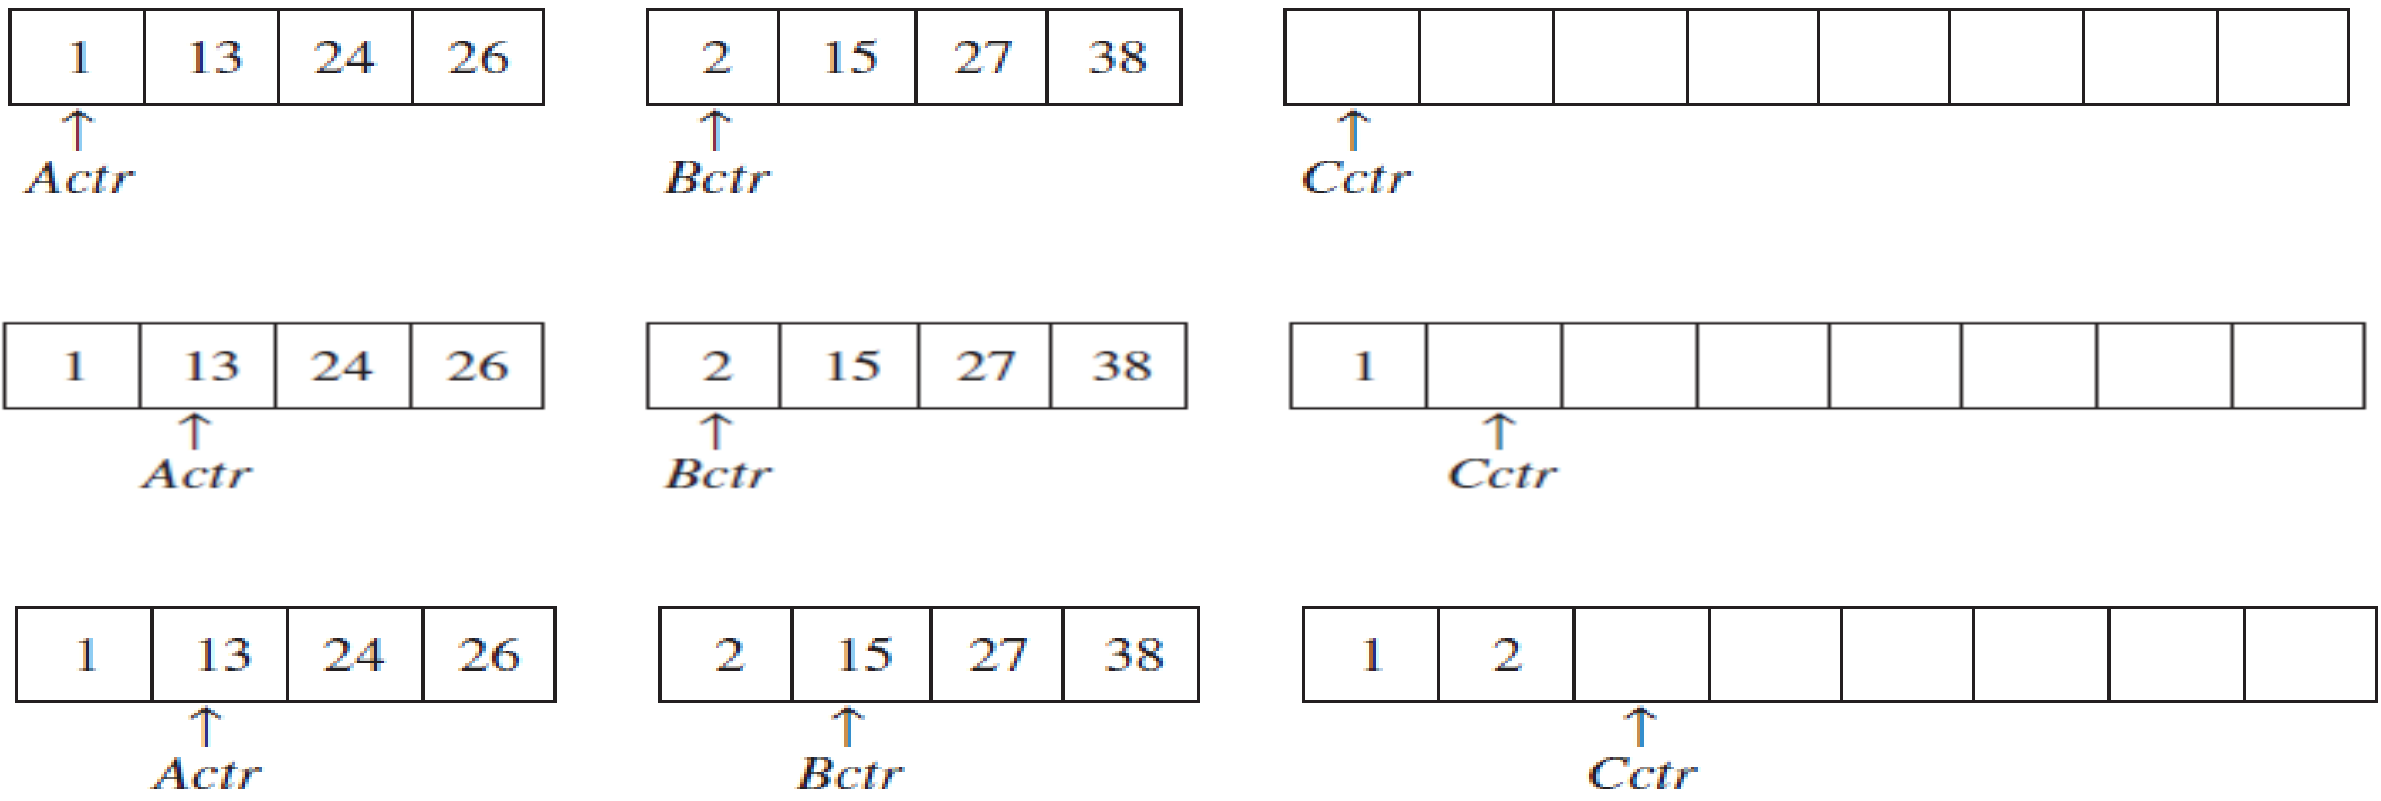 1 13 24 26 2 15 27 38
Actr Bctr Cctr
1 13 24 26 2 15 27 38 1
Actr Bctr Cctr
1 13 24 26 2 15 27 38 1 2
Actr Bctr Cctr